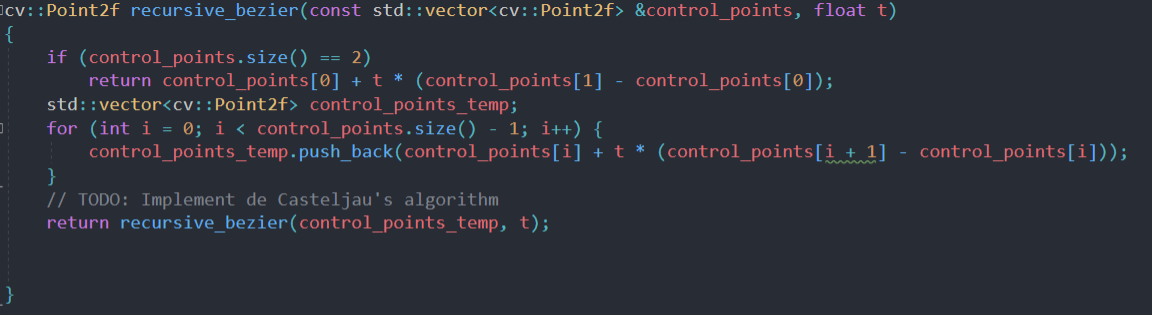 cv::Point2f recursive_bezier(const std::vector<cv::Point2f> &control_points, float t)
{
    if (control_points.size() == 2)
        return control_points[0] + t * (control_points[1] - control_points[0]);
    std::vector<cv::Point2f> control_points_temp;
    for (int i = 0; i < control_points.size() - 1; i++) {
        control_points_temp.push_back(control_points[i] + t * (control_points[i + 1] - control_points[i]));
    }
    // TODO: Implement de Casteljau's algorithm
    return recursive_bezier(control_points_temp, t);
}